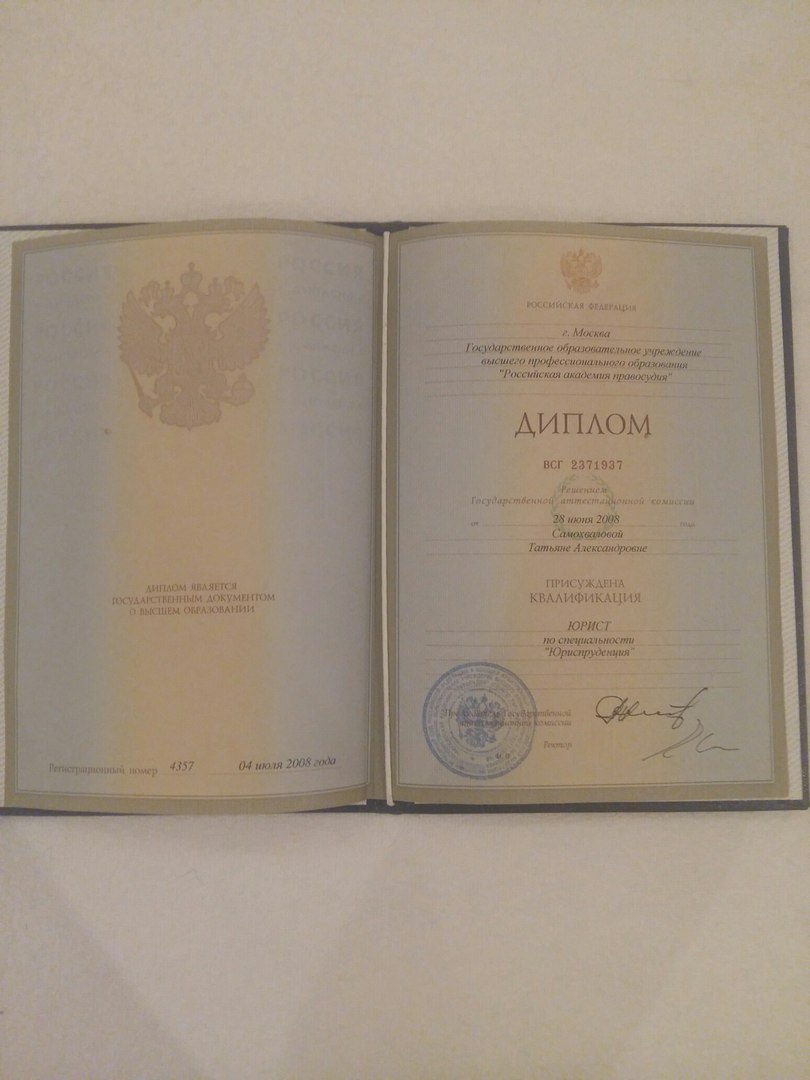 ДИПЛОМ ЯВЛЯЕТСЯ
ГОСУДАРСТВЕННЫМ ДОКУМЕНТОМ
О ВЫСШЕМ ОБРАЗОВАНИИ
Регистрационный номер 4357 04 июля 2008 года
РОССИЙСКАЯ ФЕДЕРАЦИЯ
г. Москва
Государственное образовательное учреждение
высшего профессионального образования
"Российская академия правосудия"
ДИПЛОМ
ВСГ 2371937
Решением
Государственной аттестационной комиссии
от 28 июня 2008 года
Самохваловой
Татьяне Александровне
ПРИСУЖДЕНА
КВАЛИФИКАЦИЯ
ЮРИСТ
по специальности
"Юриспруденция"
Председатель Государственной
аттестационной комиссии
Ректор